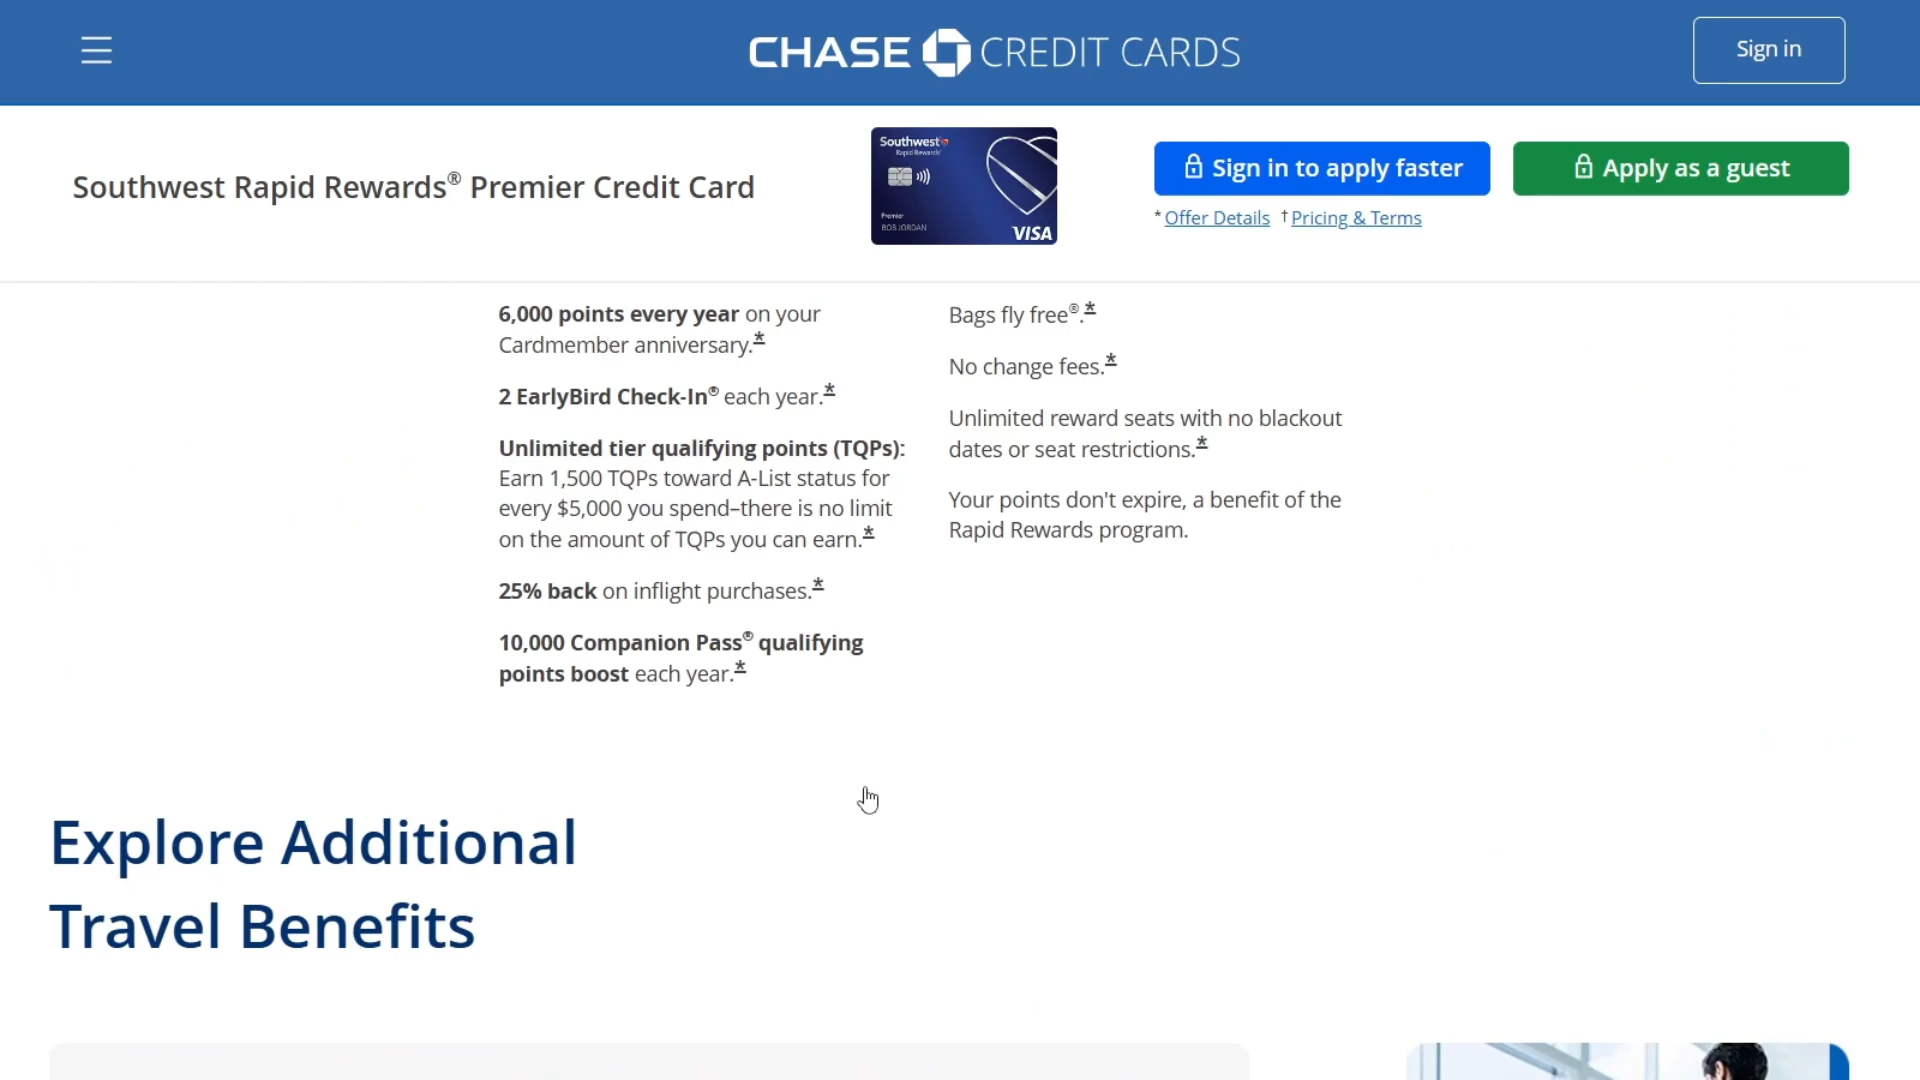 CHASE CREDIT CARDS
Sign in
Southwest Rapid Rewards® Premier Credit Card
Southwest
Rapid Rewards®
Premier
BOB JORDAN
VISA
Sign in to apply faster
Apply as a guest
* Offer Details † Pricing & Terms
6,000 points every year on your
Cardmember anniversary.*
2 EarlyBird Check-In® each year.*
Unlimited tier qualifying points (TQPs):
Earn 1,500 TQPs toward A-List status for
every $5,000 you spend–there is no limit
on the amount of TQPs you can earn.*
25% back on inflight purchases.*
10,000 Companion Pass® qualifying
points boost each year.*
Bags fly free®.*
No change fees.*
Unlimited reward seats with no blackout
dates or seat restrictions.*
Your points don't expire, a benefit of the
Rapid Rewards program.
Explore Additional
Travel Benefits